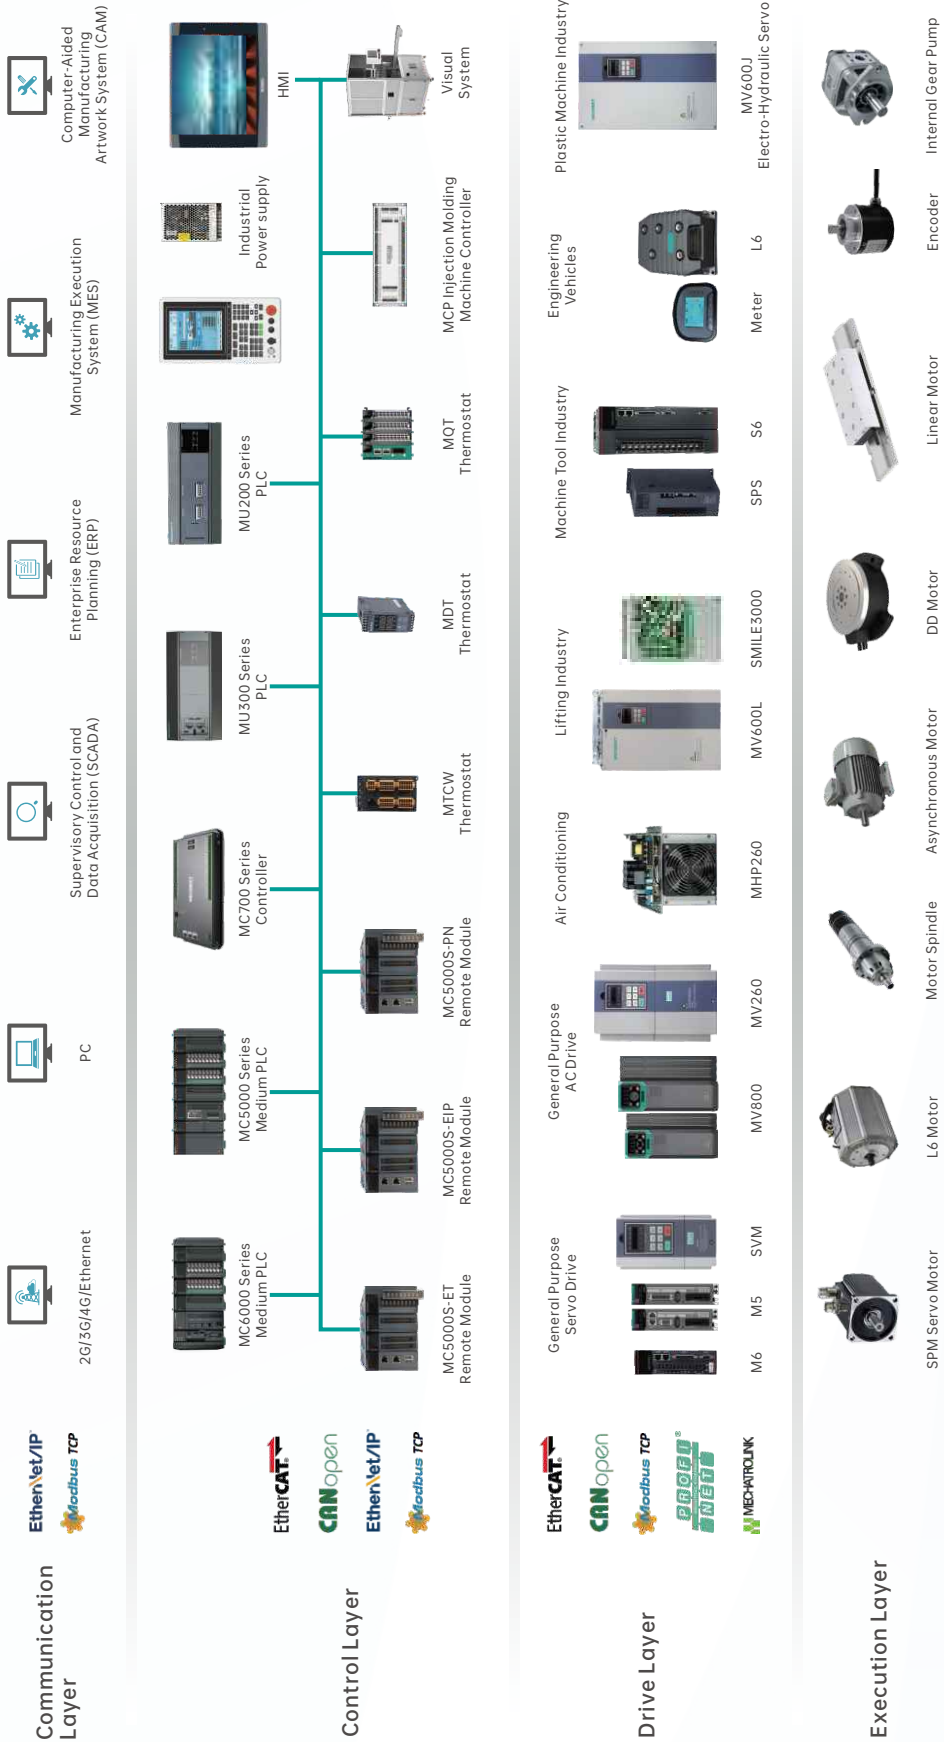 Communication
Layer
EtherNet/IP
Modbus TCP
2G/3G/4G/Ethernet
PC
Supervisory Control and
Data Acquisition (SCADA)
Enterprise Resource
Planning (ERP)
Manufacturing Execution
System (MES)
Computer-Aided
Manufacturing
Artwork System (CAM)
Control Layer
EtherCAT
CANopen
EtherNet/IP
Modbus TCP
MC6000 Series
Medium PLC
MC5000 Series
Medium PLC
MC700 Series
Controller
MU300 Series
PLC
MU200 Series
PLC
Industrial
Power supply
HMI
MC5000S-ET
Remote Module
MC5000S-EIP
Remote Module
MC5000S-PN
Remote Module
MTCW
Thermostat
MDT
Thermostat
MQT
Thermostat
MCP Injection Molding
Machine Controller
Visual
System
Drive Layer
EtherCAT
CANopen
Modbus TCP
PROFI
NET
®
MECHATROLINK
General Purpose
Servo Drive
M6
M5
SVM
General Purpose
AC Drive
MV800
MV260
Air Conditioning
MHP260
Lifting Industry
MV600L
SMILE3000
Machine Tool Industry
SPS
S6
Engineering
Vehicles
Meter
L6
Plastic Machine Industry
MV600J
Electro-Hydraulic Servo
Execution Layer
SPM Servo Motor
L6 Motor
Motor Spindle
Asynchronous Motor
DD Motor
Linear Motor
Encoder
Internal Gear Pump